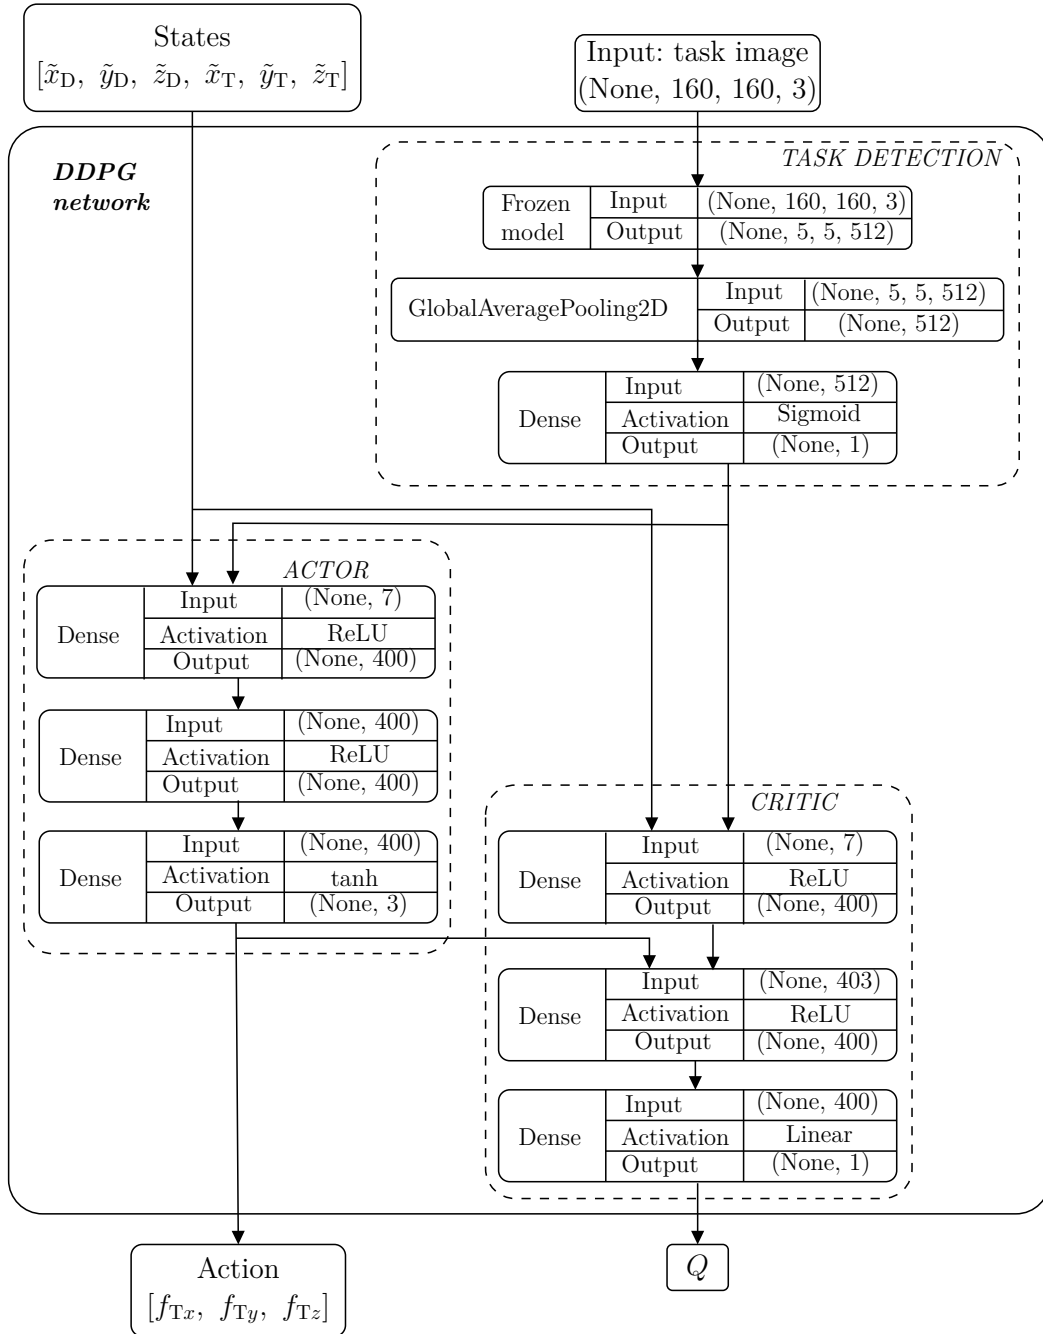 States
[x̃_D, ỹ_D, z̃_D, x̃_T, ỹ_T, z̃_T]
Input: task image
(None, 160, 160, 3)
DDPG
network
TASK DETECTION
Frozen
model
Input (None, 160, 160, 3)
Output (None, 5, 5, 512)
GlobalAveragePooling2D
Input (None, 5, 5, 512)
Output (None, 512)
Dense
Input (None, 512)
Activation Sigmoid
Output (None, 1)
ACTOR
Dense
Input (None, 7)
Activation ReLU
Output (None, 400)
Dense
Input (None, 400)
Activation ReLU
Output (None, 400)
Dense
Input (None, 400)
Activation tanh
Output (None, 3)
CRITIC
Dense
Input (None, 7)
Activation ReLU
Output (None, 400)
Dense
Input (None, 403)
Activation ReLU
Output (None, 400)
Dense
Input (None, 400)
Activation Linear
Output (None, 1)
Action
[f_Tx, f_Ty, f_Tz]
Q